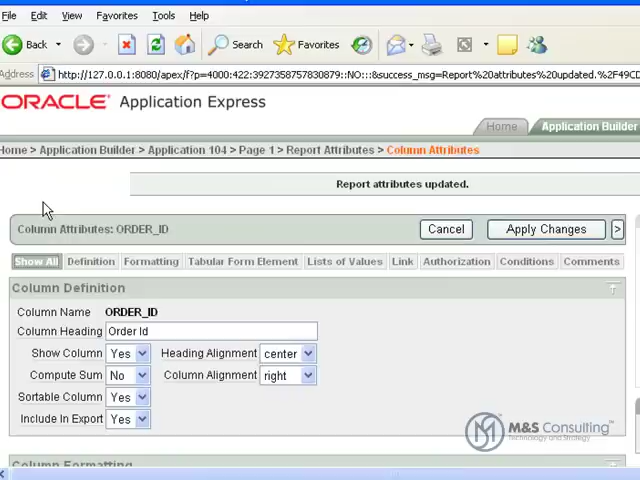 File Edit View Favorites Tools Help
Back Search Favorites
Address http://127.0.0.1:8080/apex/f?p=4000:422:3927358757830879::NO:::&success_msg=Report%20attributes%20updated.%2F49CD
ORACLE Application Express
Home Application Builder
Home > Application Builder > Application 104 > Page 1 > Report Attributes > Column Attributes
Report attributes updated.
Column Attributes: ORDER_ID Cancel Apply Changes >
Show All Definition Formatting Tabular Form Element Lists of Values Link Authorization Conditions Comments
Column Definition
Column Name ORDER_ID
Column Heading Order Id
Show Column Yes Heading Alignment center
Compute Sum No Column Alignment right
Sortable Column Yes
Include In Export Yes
M&S Consulting
Technology and Strategy
Column Formatting